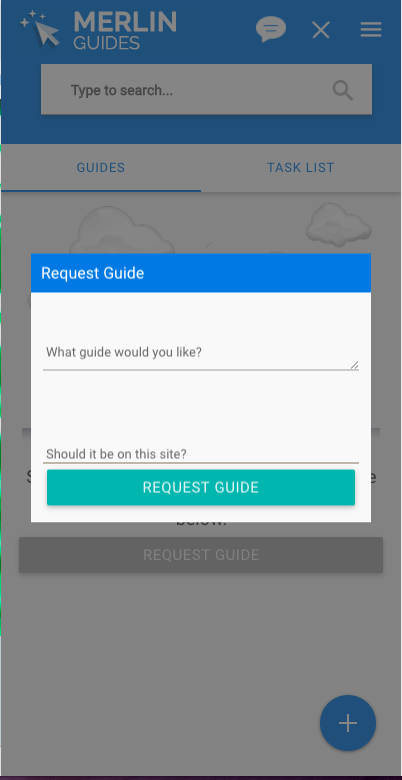 MERLIN
GUIDES
Type to search...
GUIDES
TASK LIST
Request Guide
What guide would you like?
Should it be on this site?
REQUEST GUIDE
below.
REQUEST GUIDE